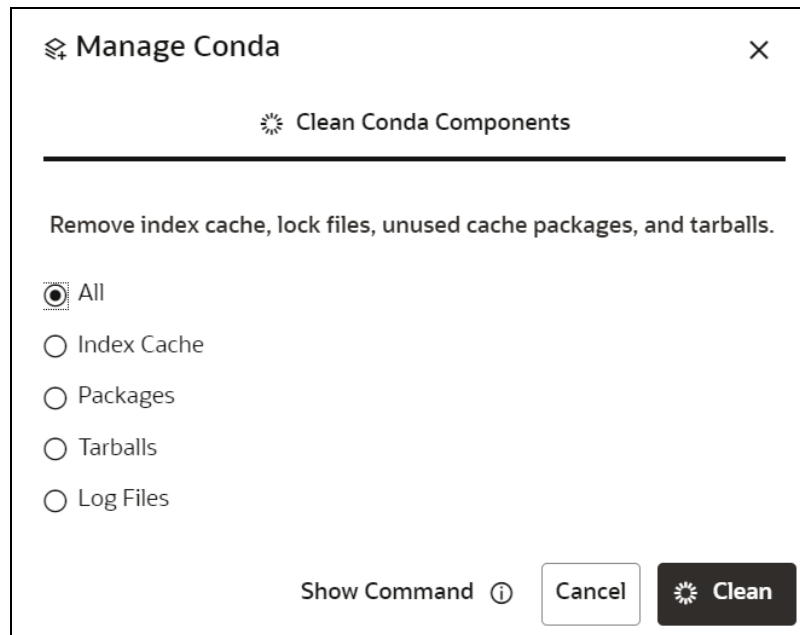 Manage Conda
Clean Conda Components
Remove index cache, lock files, unused cache packages, and tarballs.
All
Index Cache
Packages
Tarballs
Log Files
Show Command
Cancel
Clean